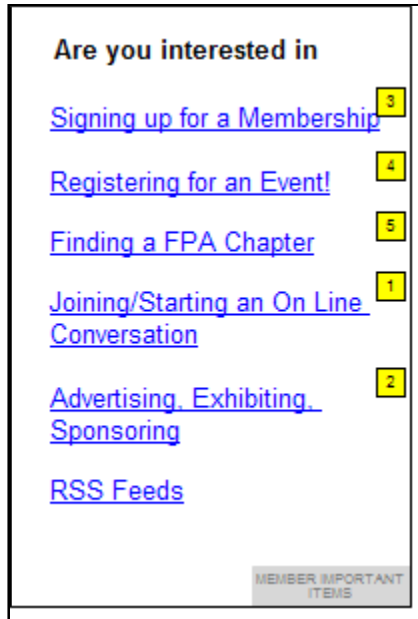 Are you interested in
3
Signing up for a Membership
4
Registering for an Event!
5
Finding a FPA Chapter
1
Joining/Starting an On Line
Conversation
2
Advertising, Exhibiting,
Sponsoring
RSS Feeds
MEMBER IMPORTANT
ITEMS